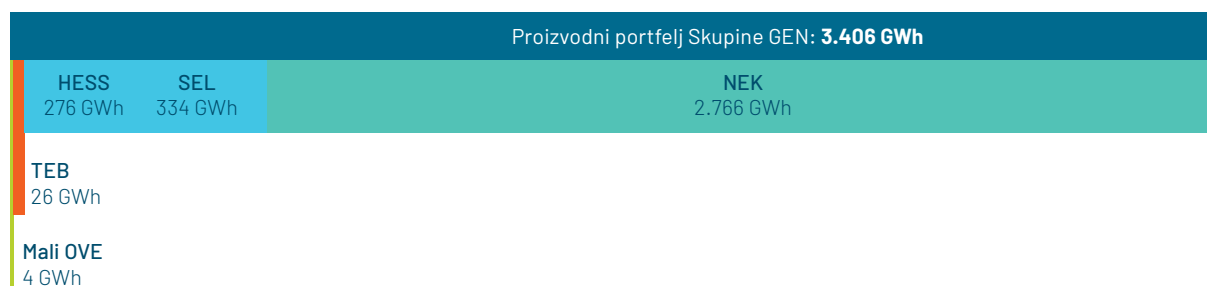 Proizvodni portfelj Skupine GEN: 3.406 GWh
HESS
276 GWh
SEL
334 GWh
NEK
2.766 GWh
TEB
26 GWh
Mali OVE
4 GWh